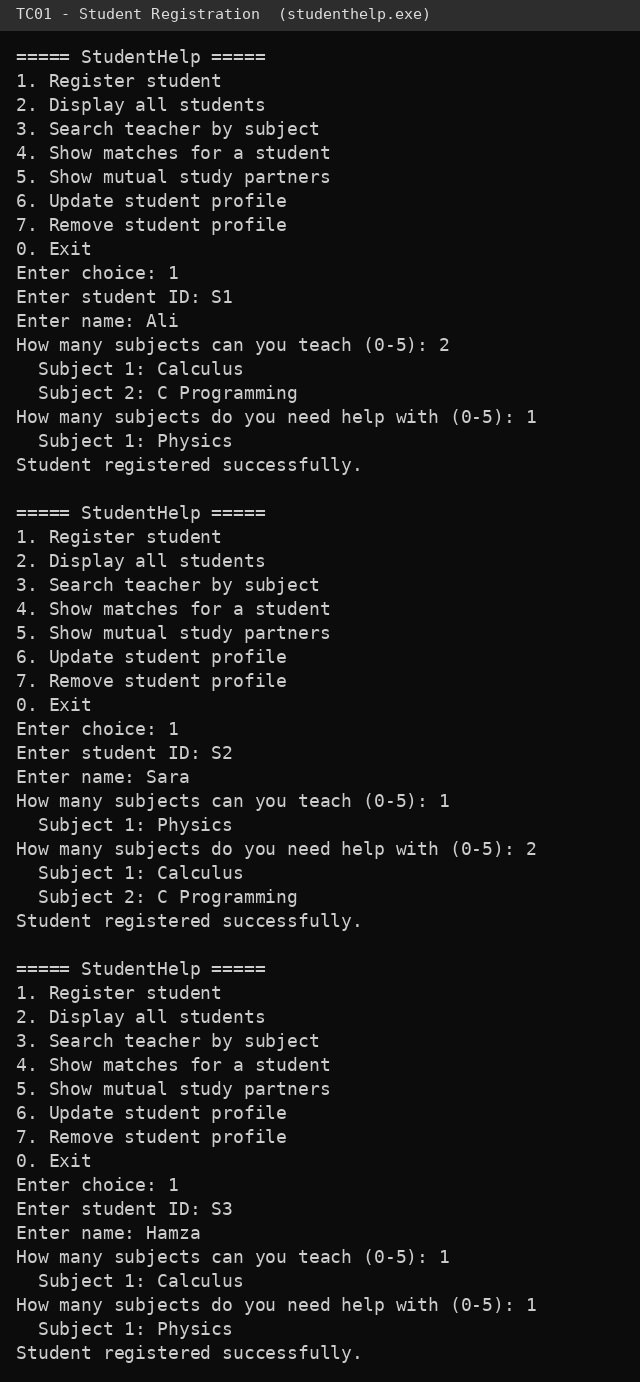 TC01 - Student Registration  (studenthelp.exe)
===== StudentHelp =====
1. Register student
2. Display all students
3. Search teacher by subject
4. Show matches for a student
5. Show mutual study partners
6. Update student profile
7. Remove student profile
0. Exit
Enter choice: 1
Enter student ID: S1
Enter name: Ali
How many subjects can you teach (0-5): 2
  Subject 1: Calculus
  Subject 2: C Programming
How many subjects do you need help with (0-5): 1
  Subject 1: Physics
Student registered successfully.

===== StudentHelp =====
1. Register student
2. Display all students
3. Search teacher by subject
4. Show matches for a student
5. Show mutual study partners
6. Update student profile
7. Remove student profile
0. Exit
Enter choice: 1
Enter student ID: S2
Enter name: Sara
How many subjects can you teach (0-5): 1
  Subject 1: Physics
How many subjects do you need help with (0-5): 2
  Subject 1: Calculus
  Subject 2: C Programming
Student registered successfully.

===== StudentHelp =====
1. Register student
2. Display all students
3. Search teacher by subject
4. Show matches for a student
5. Show mutual study partners
6. Update student profile
7. Remove student profile
0. Exit
Enter choice: 1
Enter student ID: S3
Enter name: Hamza
How many subjects can you teach (0-5): 1
  Subject 1: Calculus
How many subjects do you need help with (0-5): 1
  Subject 1: Physics
Student registered successfully.